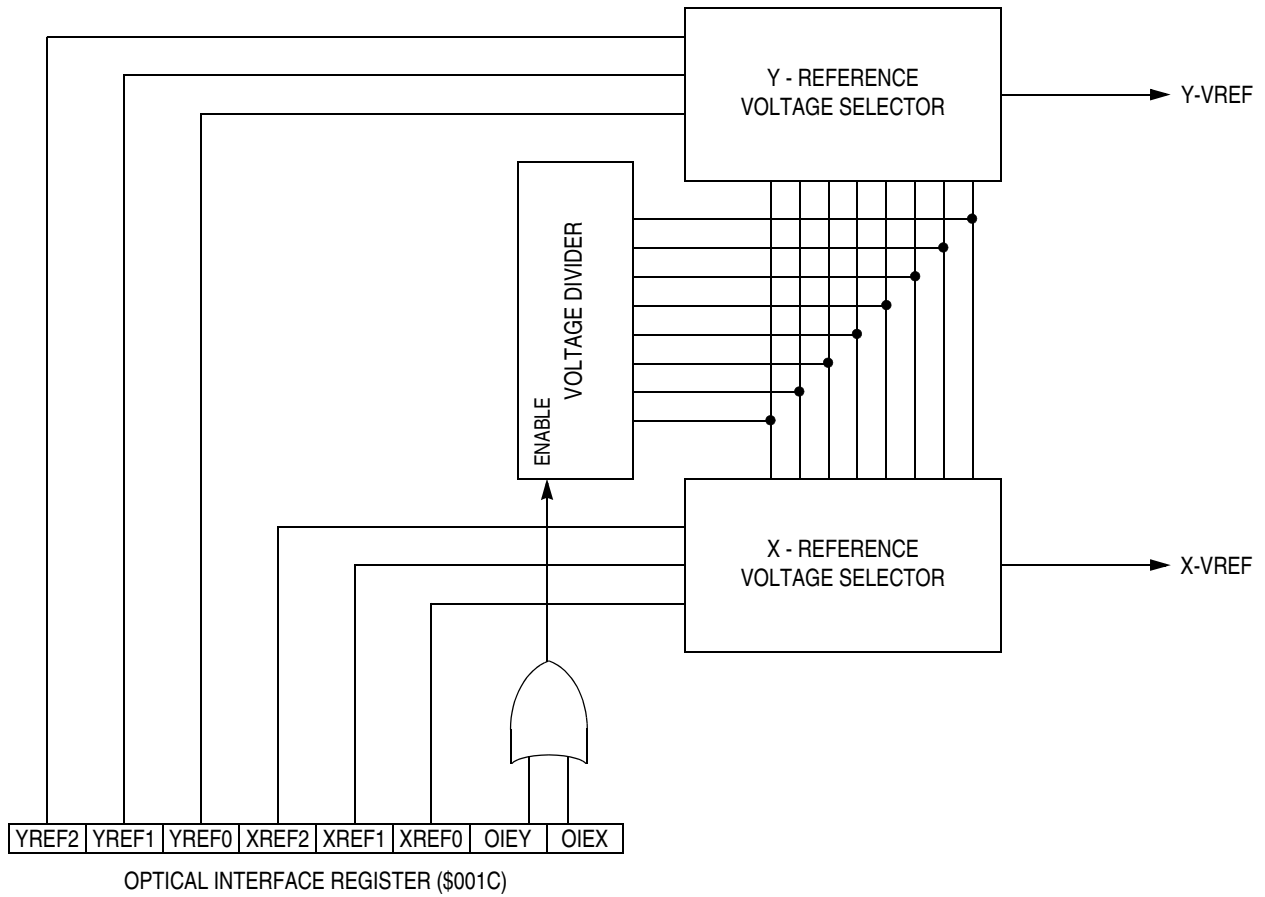 Y - REFERENCE
VOLTAGE SELECTOR
Y-VREF
VOLTAGE DIVIDER
ENABLE
X - REFERENCE
VOLTAGE SELECTOR
X-VREF
YREF2 YREF1 YREF0 XREF2 XREF1 XREF0 OIEY OIEX
OPTICAL INTERFACE REGISTER ($001C)